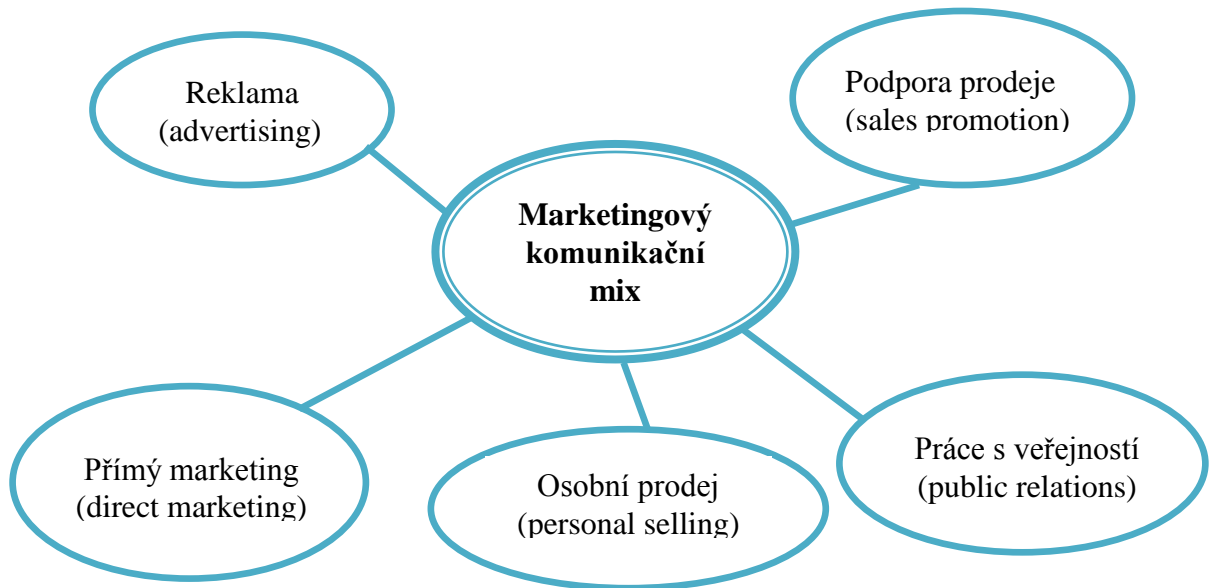 Reklama
(advertising)
Podpora prodeje
(sales promotion)
Marketingový
komunikační
mix
Přímý marketing
(direct marketing)
Osobní prodej
(personal selling)
Práce s veřejností
(public relations)